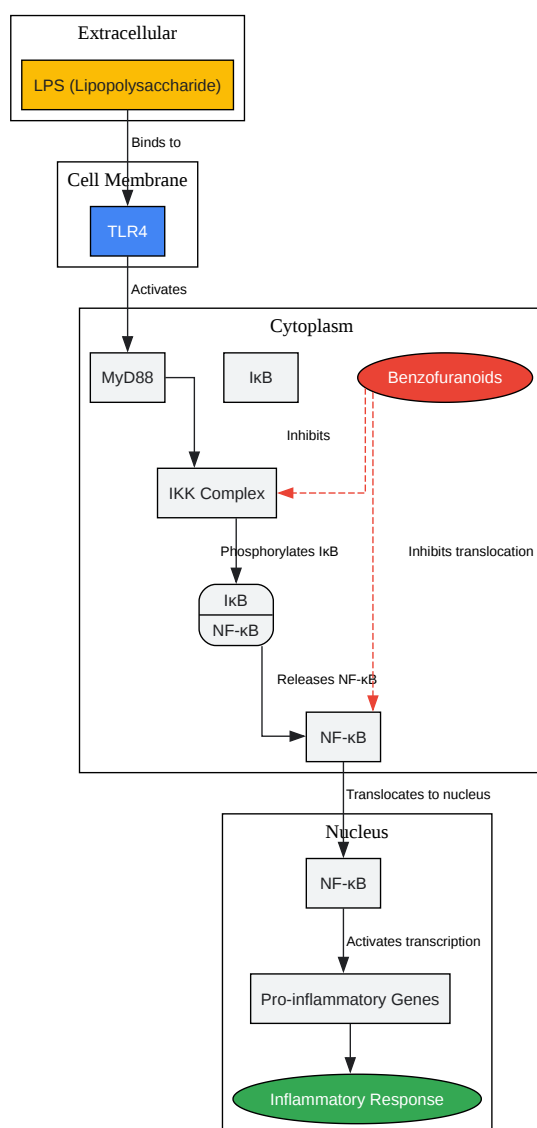 Extracellular
LPS (Lipopolysaccharide)
Binds to
Cell Membrane
TLR4
Activates
Cytoplasm
MyD88
IκB
Benzofuranoids
Inhibits
IKK Complex
Phosphorylates IκB
Inhibits translocation
IκB
NF-κB
Releases NF-κB
NF-κB
Translocates to nucleus
Nucleus
NF-κB
Activates transcription
Pro-inflammatory Genes
Inflammatory Response